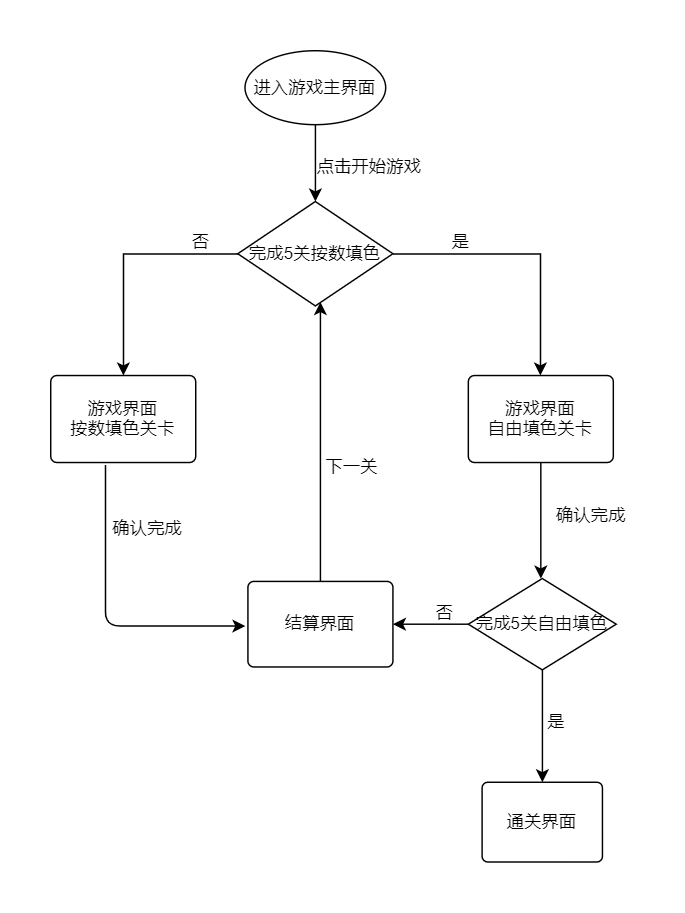 进入游戏主界面
点击开始游戏
否
完成5关按数填色
是
游戏界面
按数填色关卡
游戏界面
自由填色关卡
下一关
确认完成
确认完成
否
结算界面
完成5关自由填色
是
通关界面